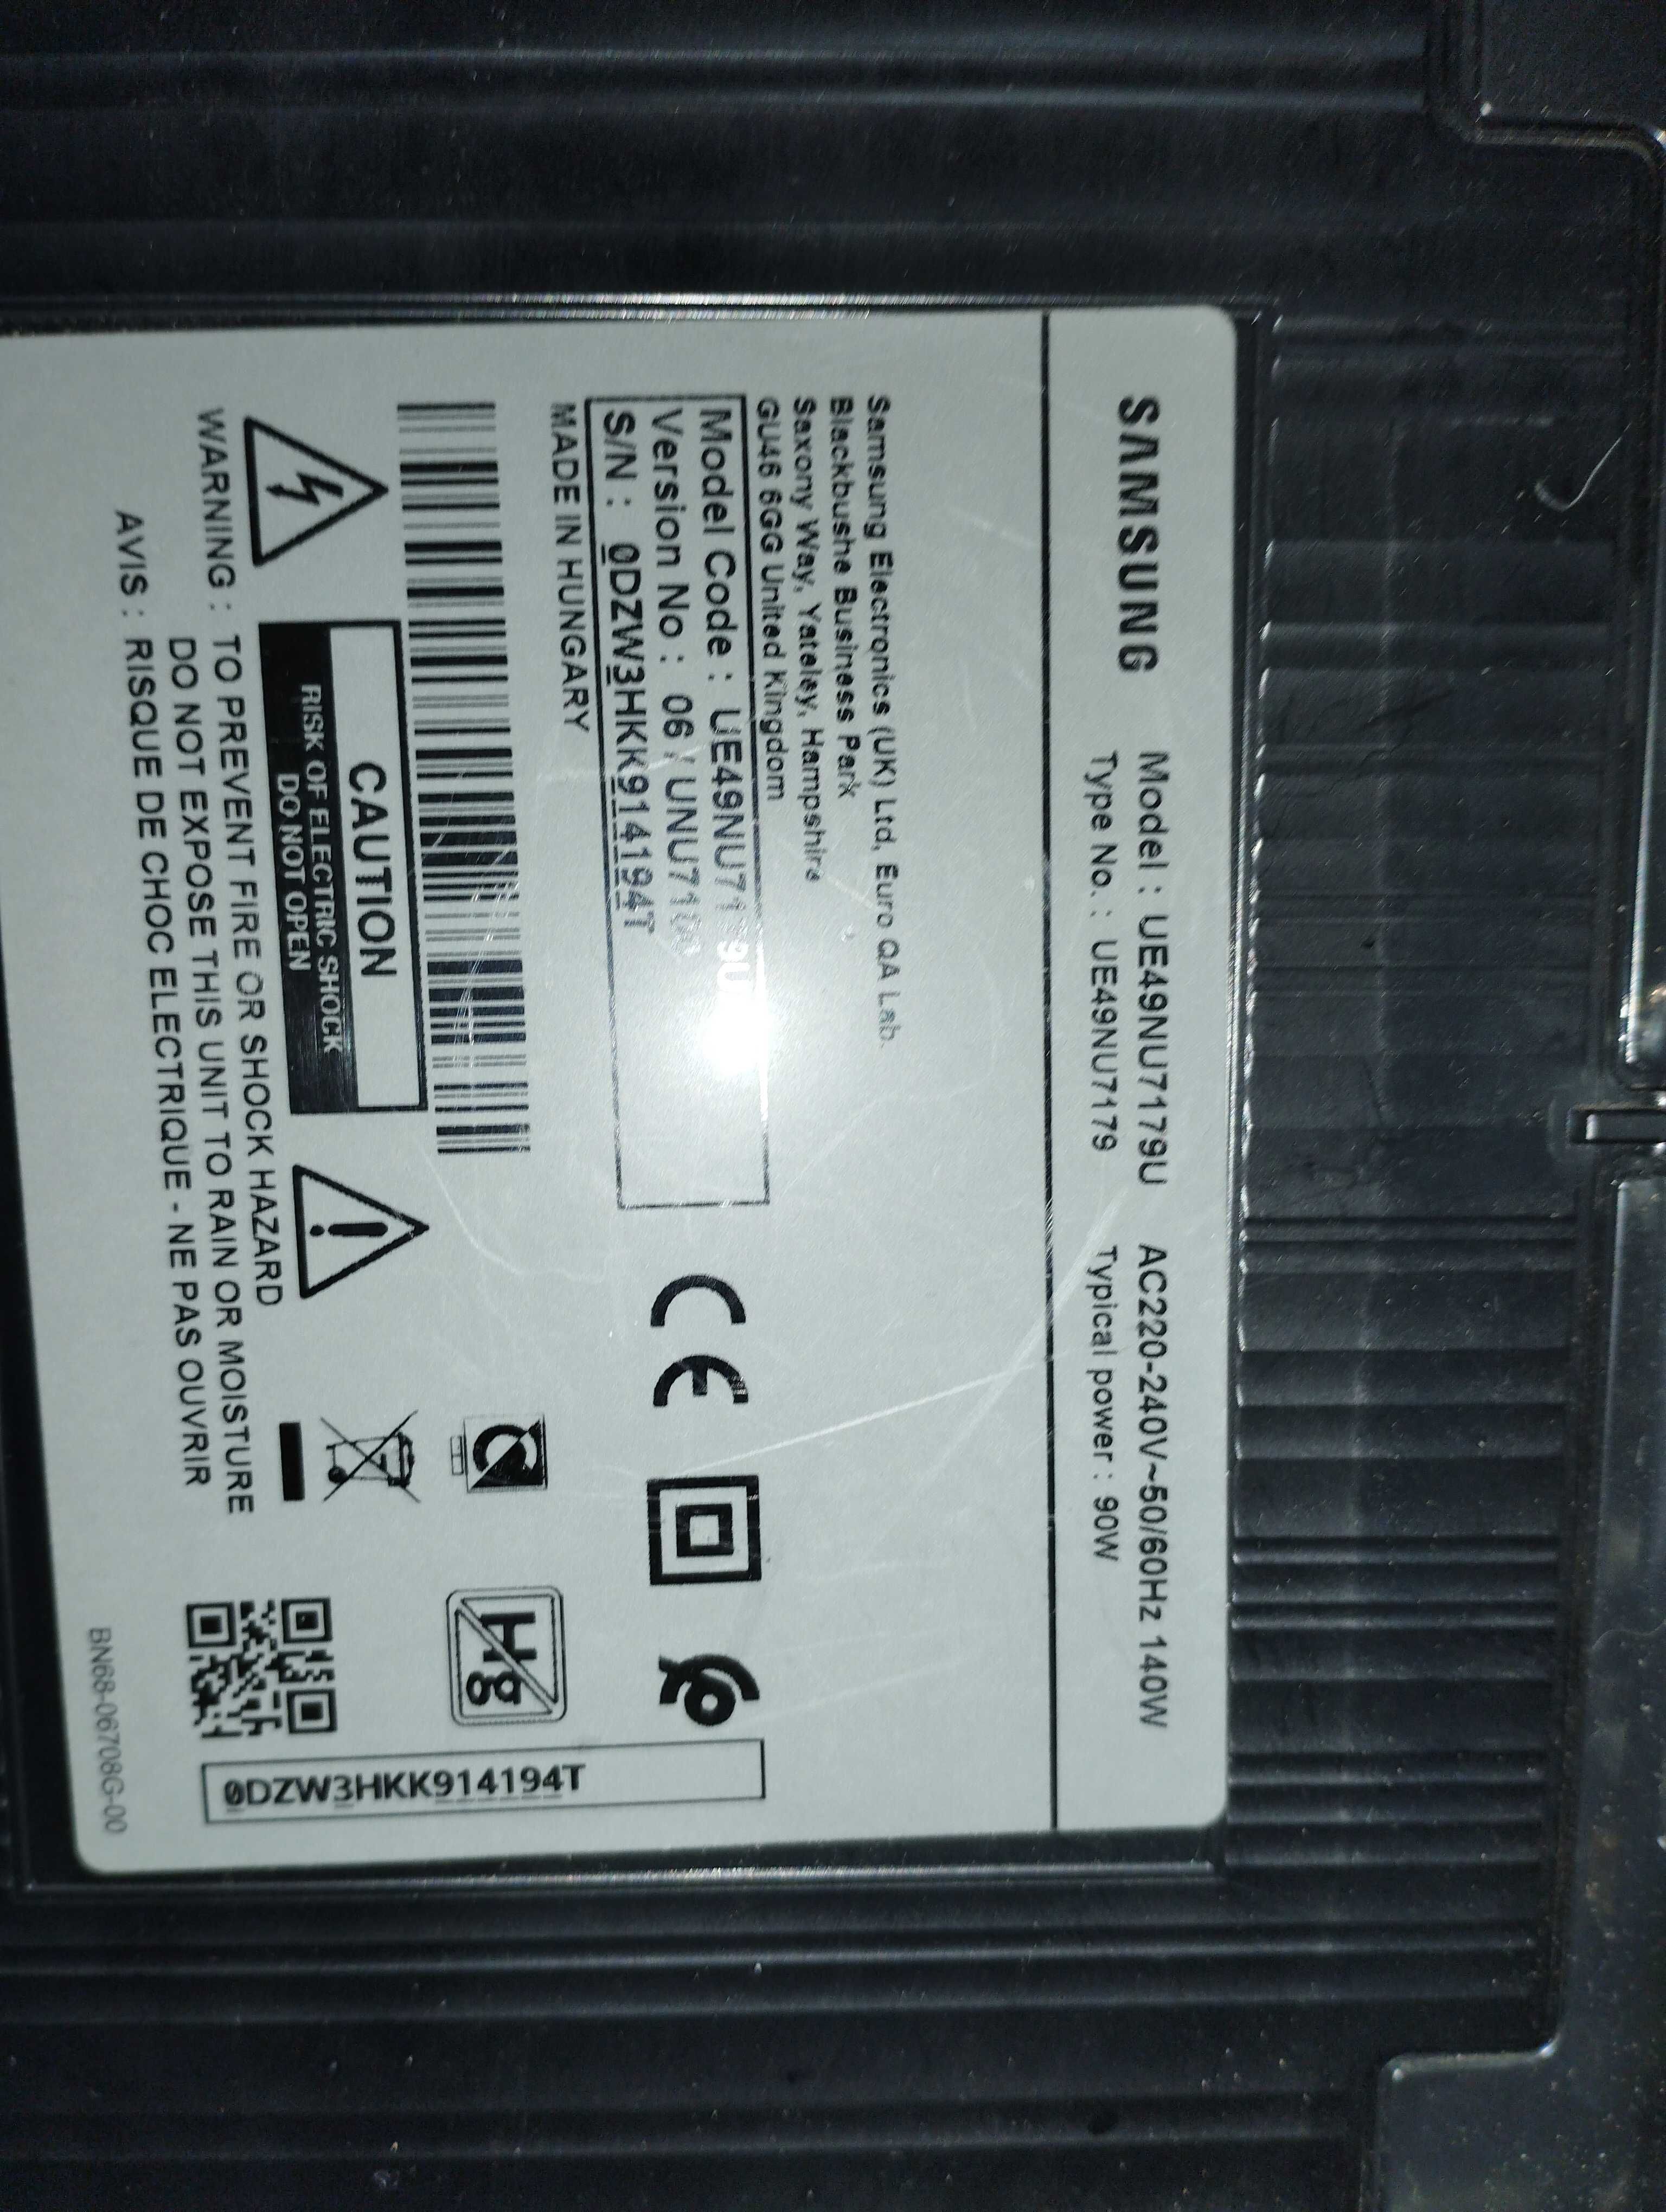 SAMSUNG
Model : UE49NU7179U AC220-240V~50/60Hz 140W
Type No. : UE49NU7179 Typical power : 90W
Samsung Electronics (UK) Ltd, Euro QA Lab.
Blackbushe Business Park
Saxony Way, Yateley, Hampshire
GU46 6GG United Kingdom
Model Code : UE49NU7179U
Version No : 06 / UNU71
S/N : 0DZW3HKK914194T
MADE IN HUNGARY
CE
Hg
CAUTION
RISK OF ELECTRIC SHOCK
DO NOT OPEN
WARNING : TO PREVENT FIRE OR SHOCK HAZARD
DO NOT EXPOSE THIS UNIT TO RAIN OR MOISTURE
AVIS : RISQUE DE CHOC ELECTRIQUE - NE PAS OUVRIR
0DZW3HKK914194T
BN68-06708G-00